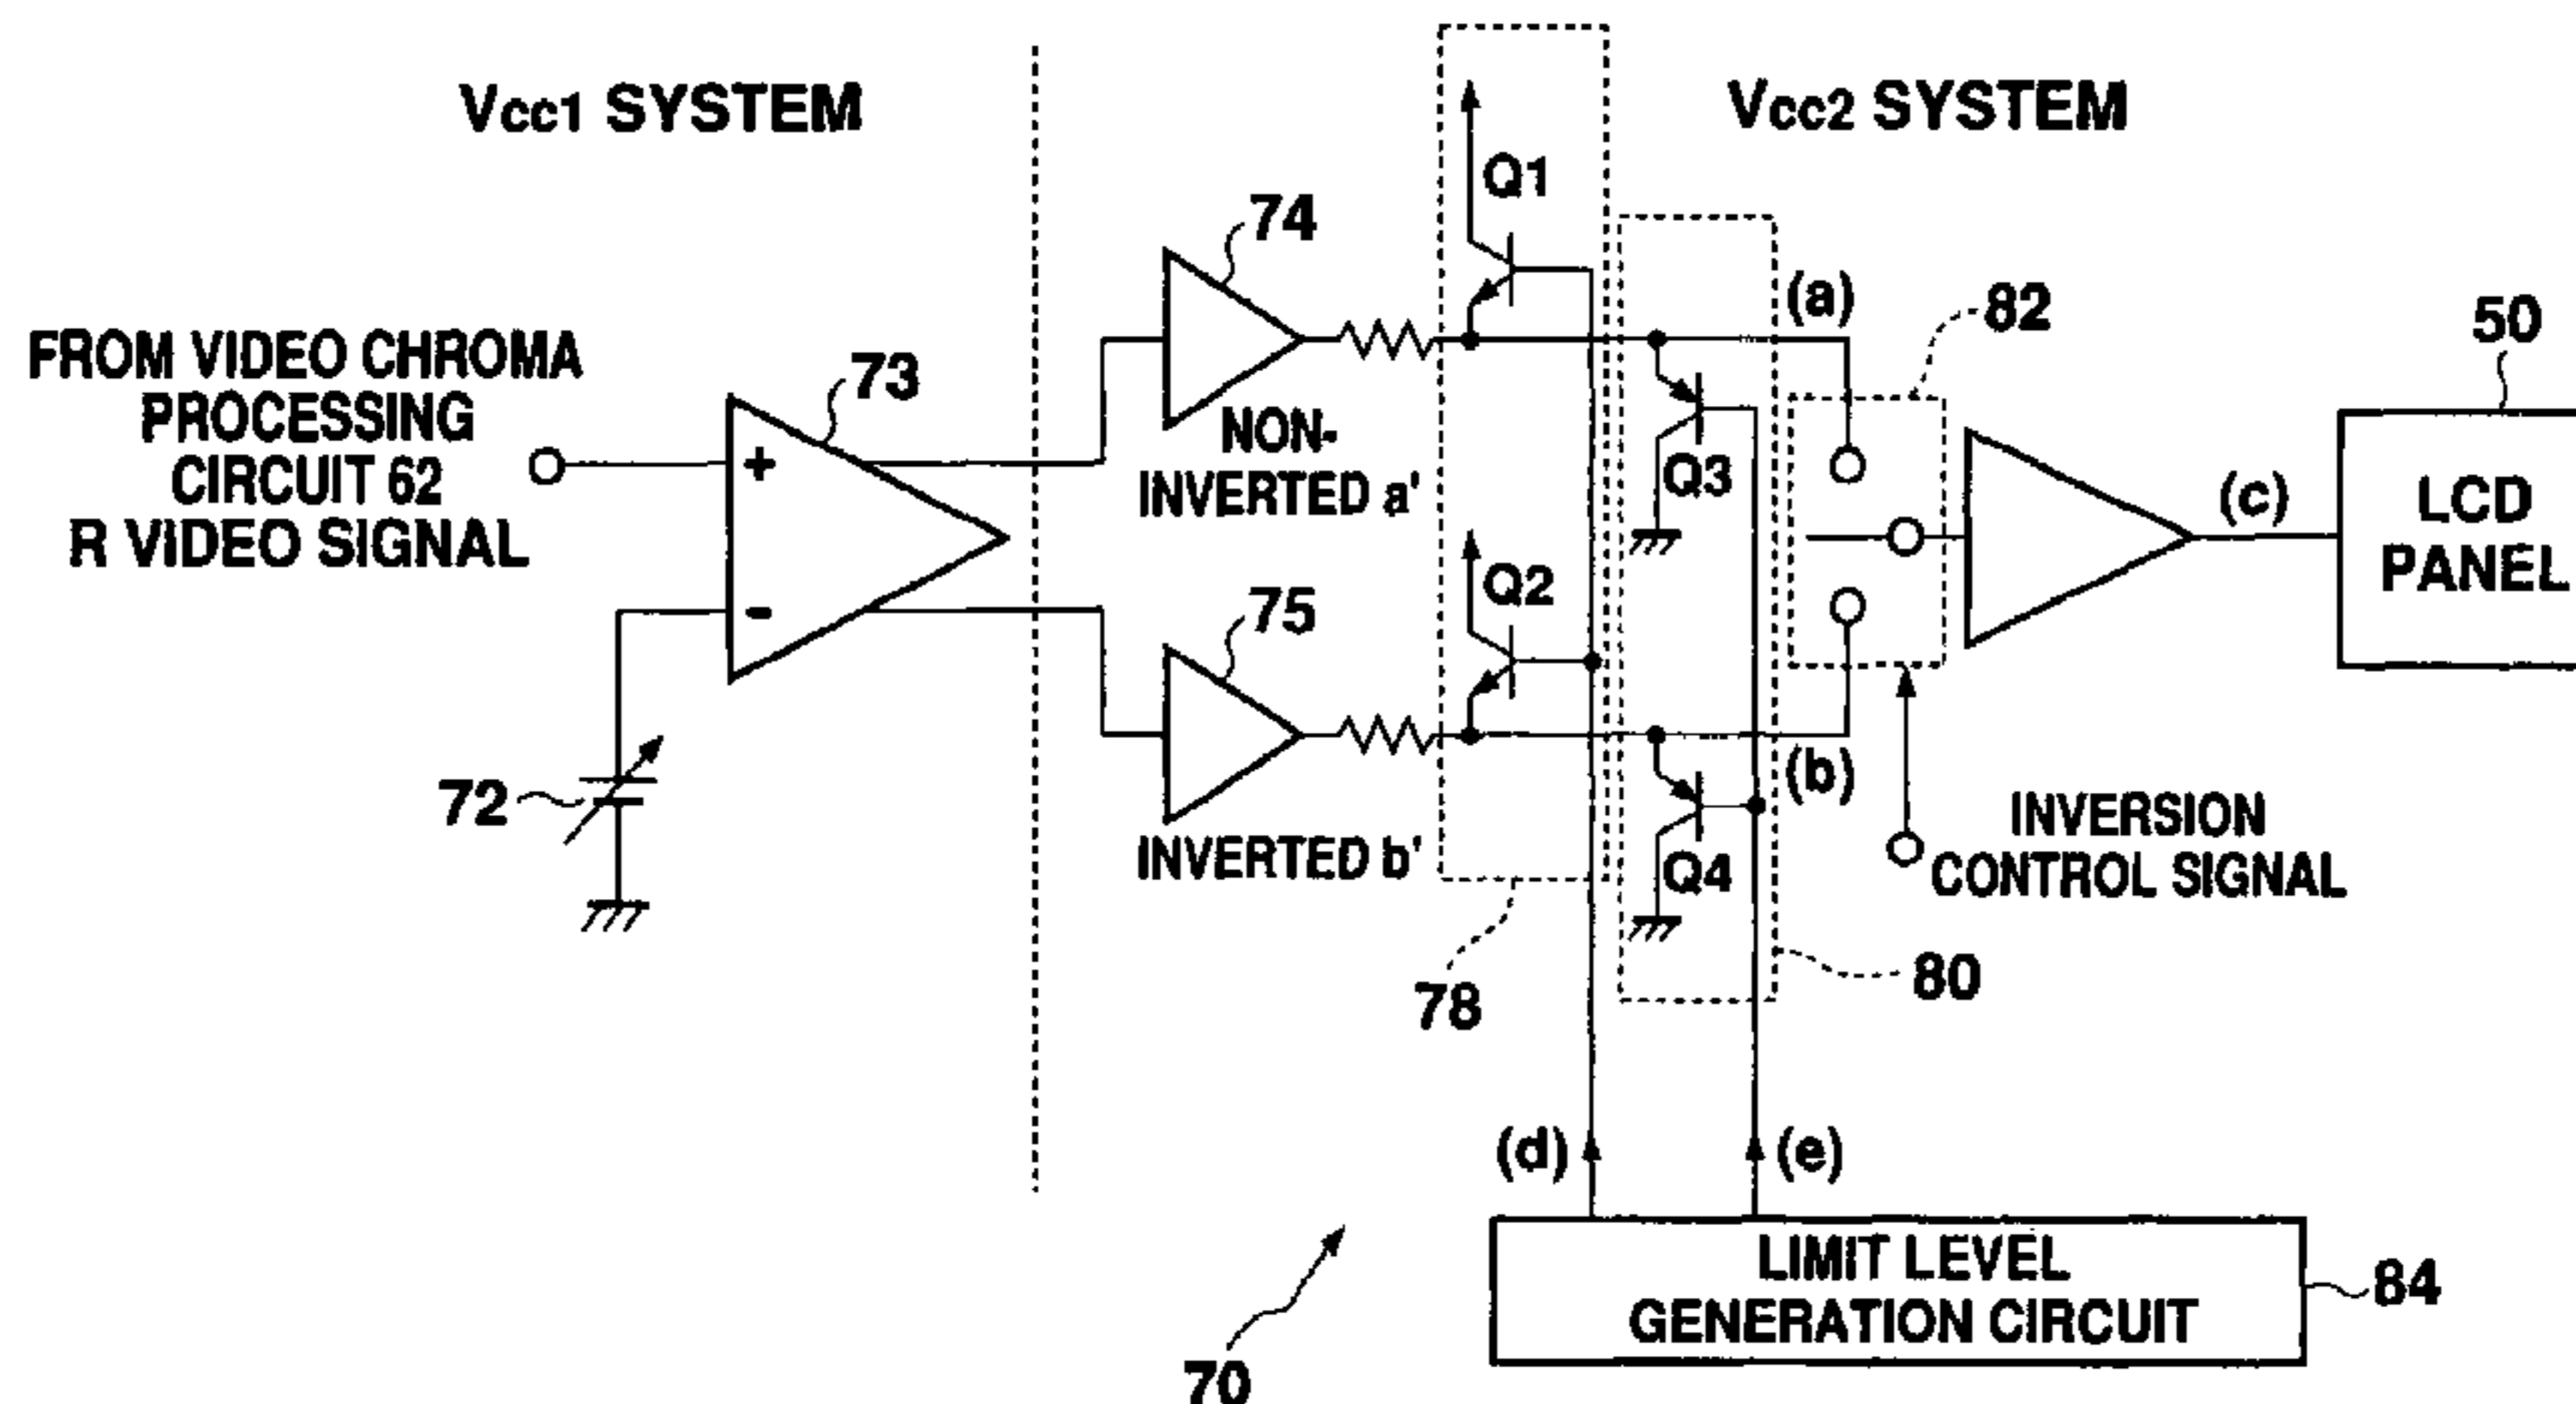 Vcc1 SYSTEM
Vcc2 SYSTEM
Q1
74
(a)
82
50
FROM VIDEO CHROMA
PROCESSING
CIRCUIT 62
R VIDEO SIGNAL
73
+
-
NON-
INVERTED a'
Q3
(c)
LCD
PANEL
Q2
75
72
(b)
INVERTED b'
Q4
INVERSION
CONTROL SIGNAL
78
80
(d)
(e)
LIMIT LEVEL
GENERATION CIRCUIT
84
70